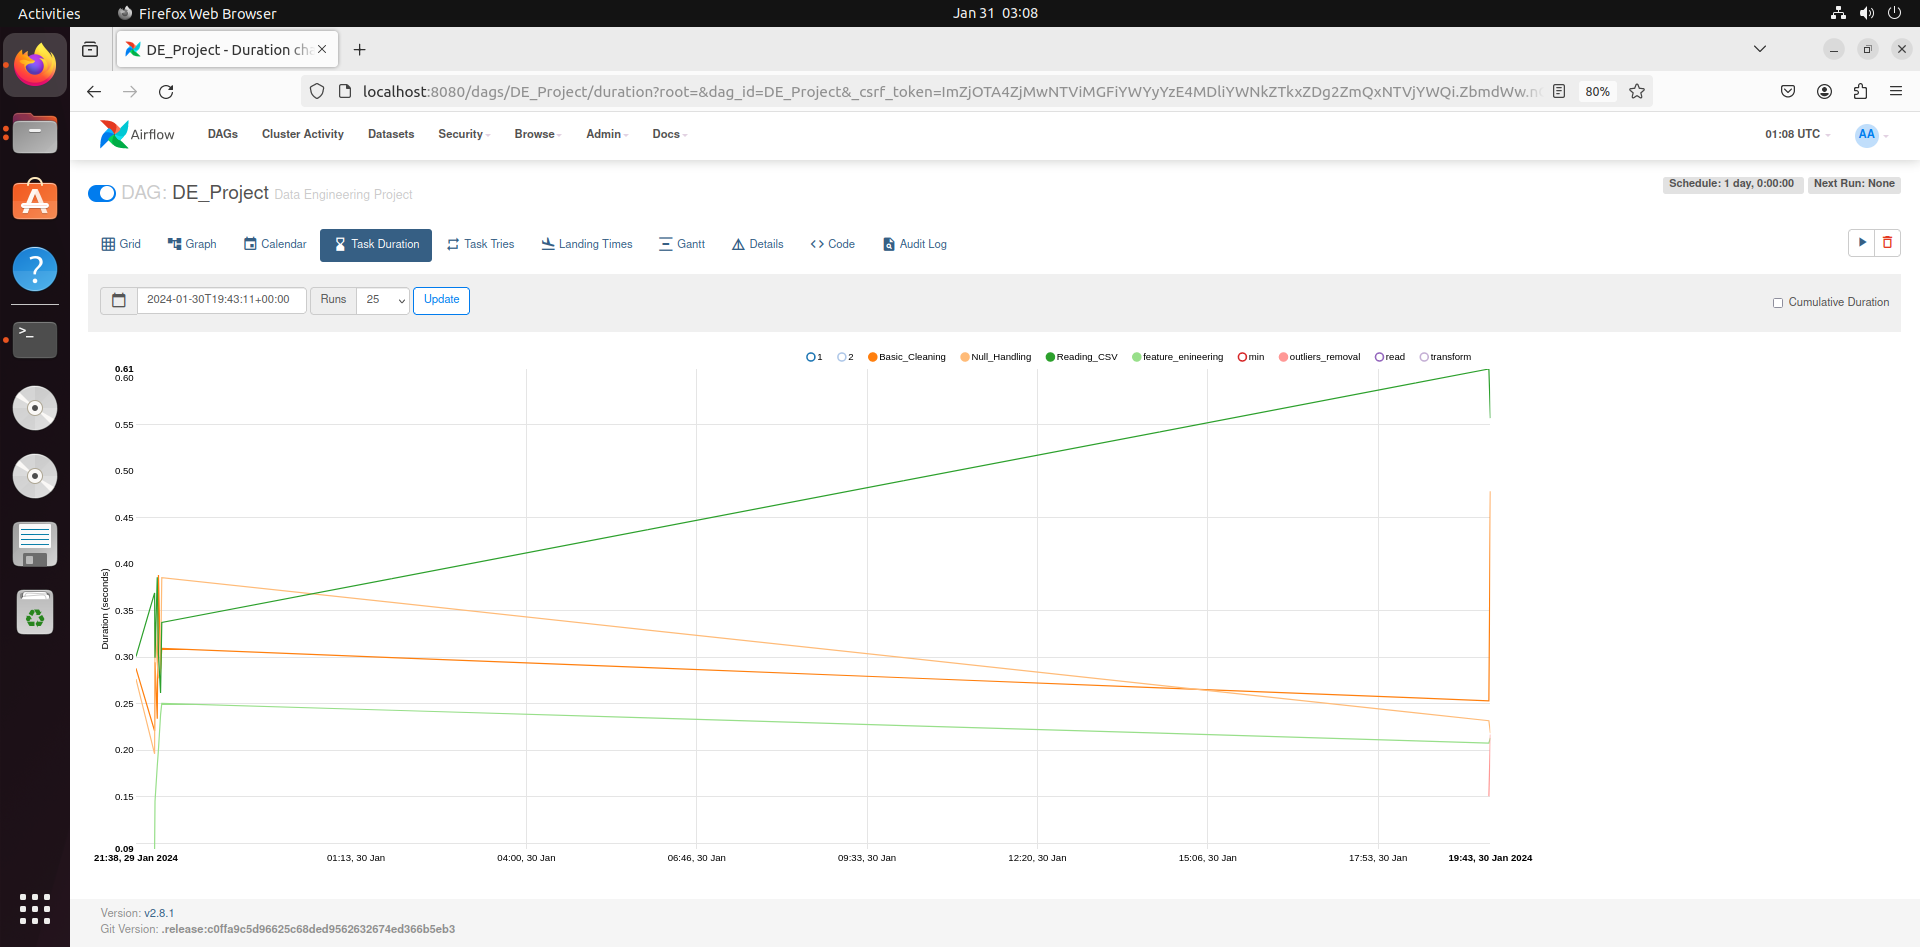 Activities Firefox Web Browser Jan 31 03:08
DE_Project - Duration cha
localhost:8080/dags/DE_Project/duration?root=&dag_id=DE_Project&_csrf_token= 80%
Airflow DAGs Cluster Activity Datasets Security Browse Admin Docs 01:08 UTC AA
DAG: DE_Project Data Engineering Project Schedule: 1 day, 0:00:00 Next Run: None
Grid Graph Calendar Task Duration Task Tries Landing Times Gantt Details Code Audit Log
2024-01-30T19:43:11+00:00 Runs 25 Update Cumulative Duration
1 2 Basic_Cleaning Null_Handling Reading_CSV feature_enineering min outliers_removal read transform
0.61
0.60
0.55
0.50
0.45
0.40
0.35
0.30
0.25
0.20
0.15
0.09
Duration (seconds)
21:38, 29 Jan 2024 01:13, 30 Jan 04:00, 30 Jan 06:46, 30 Jan 09:33, 30 Jan 12:20, 30 Jan 15:06, 30 Jan 17:53, 30 Jan 19:43, 30 Jan 2024
Version: v2.8.1
Git Version: .release:c0ffa9c5d96625c68ded9562632674ed366b5eb3